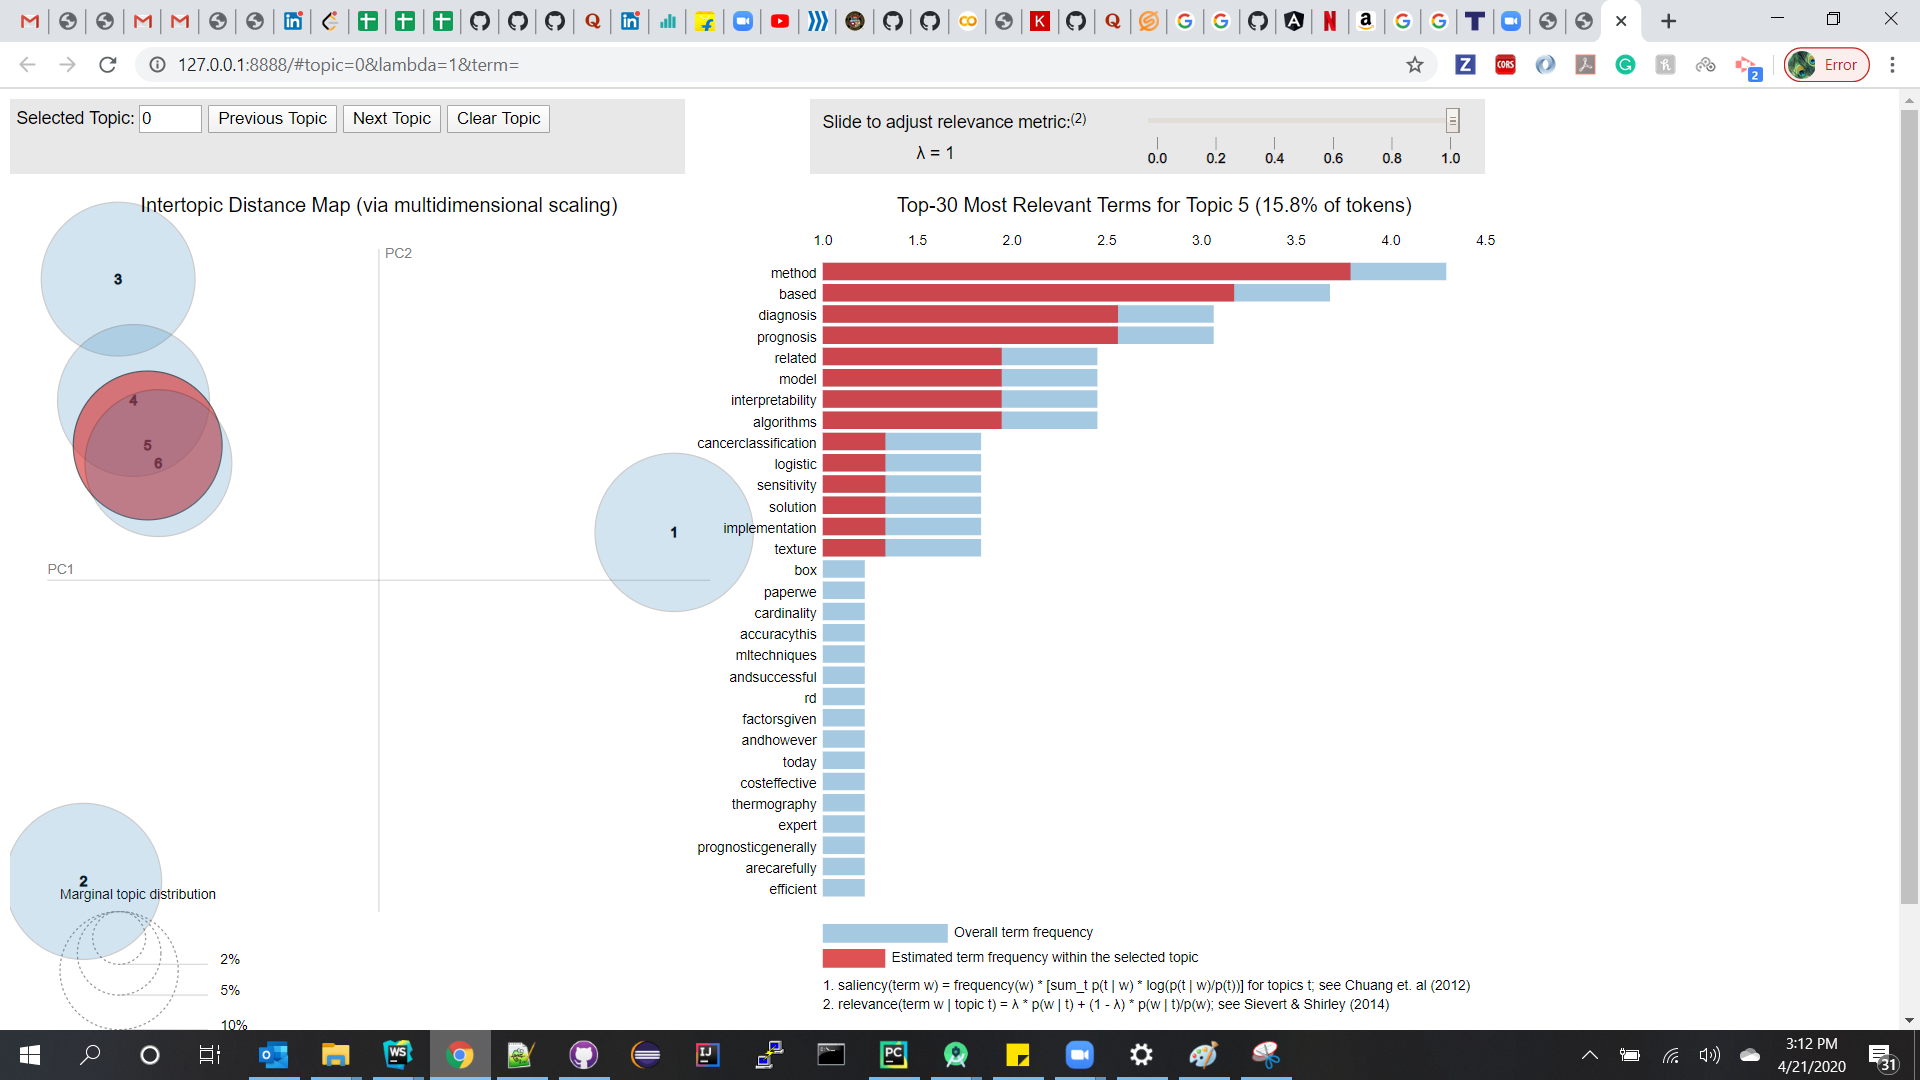 127.0.0.1:8888/#topic=0&lambda=1&term=
Z
CORS
2
Error
Selected Topic: 0 Previous Topic Next Topic Clear Topic
Slide to adjust relevance metric:(2)
λ = 1
0.0 0.2 0.4 0.6 0.8 1.0
Intertopic Distance Map (via multidimensional scaling)
PC2
3
4
5
6
1
PC1
2
Marginal topic distribution
2%
5%
10%
Top-30 Most Relevant Terms for Topic 5 (15.8% of tokens)
1.0 1.5 2.0 2.5 3.0 3.5 4.0 4.5
method
based
diagnosis
prognosis
related
model
interpretability
algorithms
cancerclassification
logistic
sensitivity
solution
implementation
texture
box
paperwe
cardinality
accuracythis
mltechniques
andsuccessful
rd
factorsgiven
andhowever
today
costeffective
thermography
expert
prognosticgenerally
arecarefully
efficient
Overall term frequency
Estimated term frequency within the selected topic
1. saliency(term w) = frequency(w) * [sum_t p(t | w) * log(p(t | w)/p(t))] for topics t; see Chuang et. al (2012)
2. relevance(term w | topic t) = λ * p(w | t) + (1 - λ) * p(w | t)/p(w); see Sievert & Shirley (2014)
WS
IJ
PC
3:12 PM
4/21/2020
31